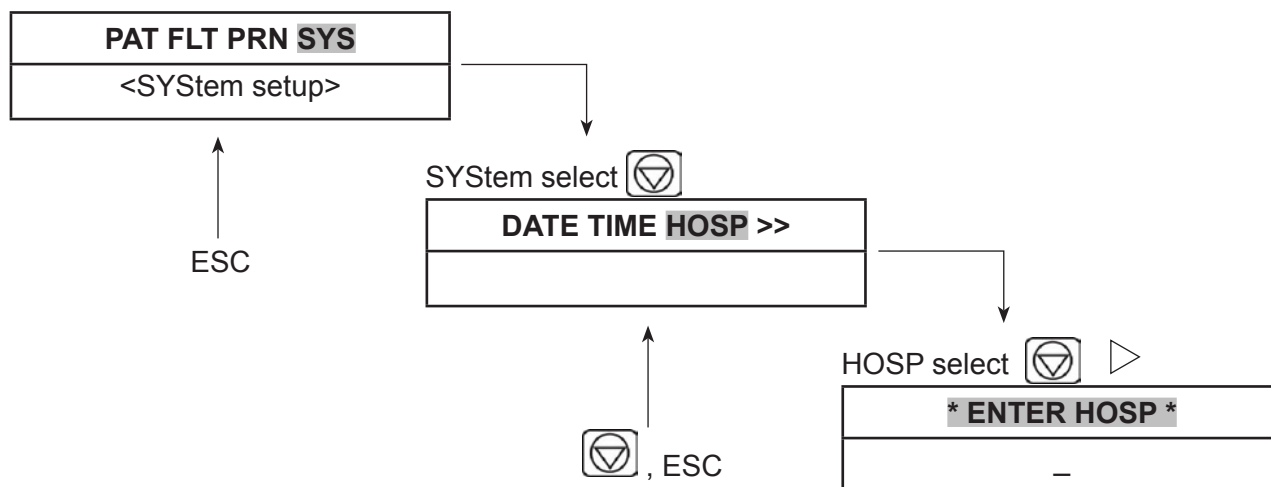 PAT FLT PRN SYS
<SYStem setup>
SYStem select
DATE TIME HOSP >>
ESC
HOSP select
* ENTER HOSP *
_
, ESC